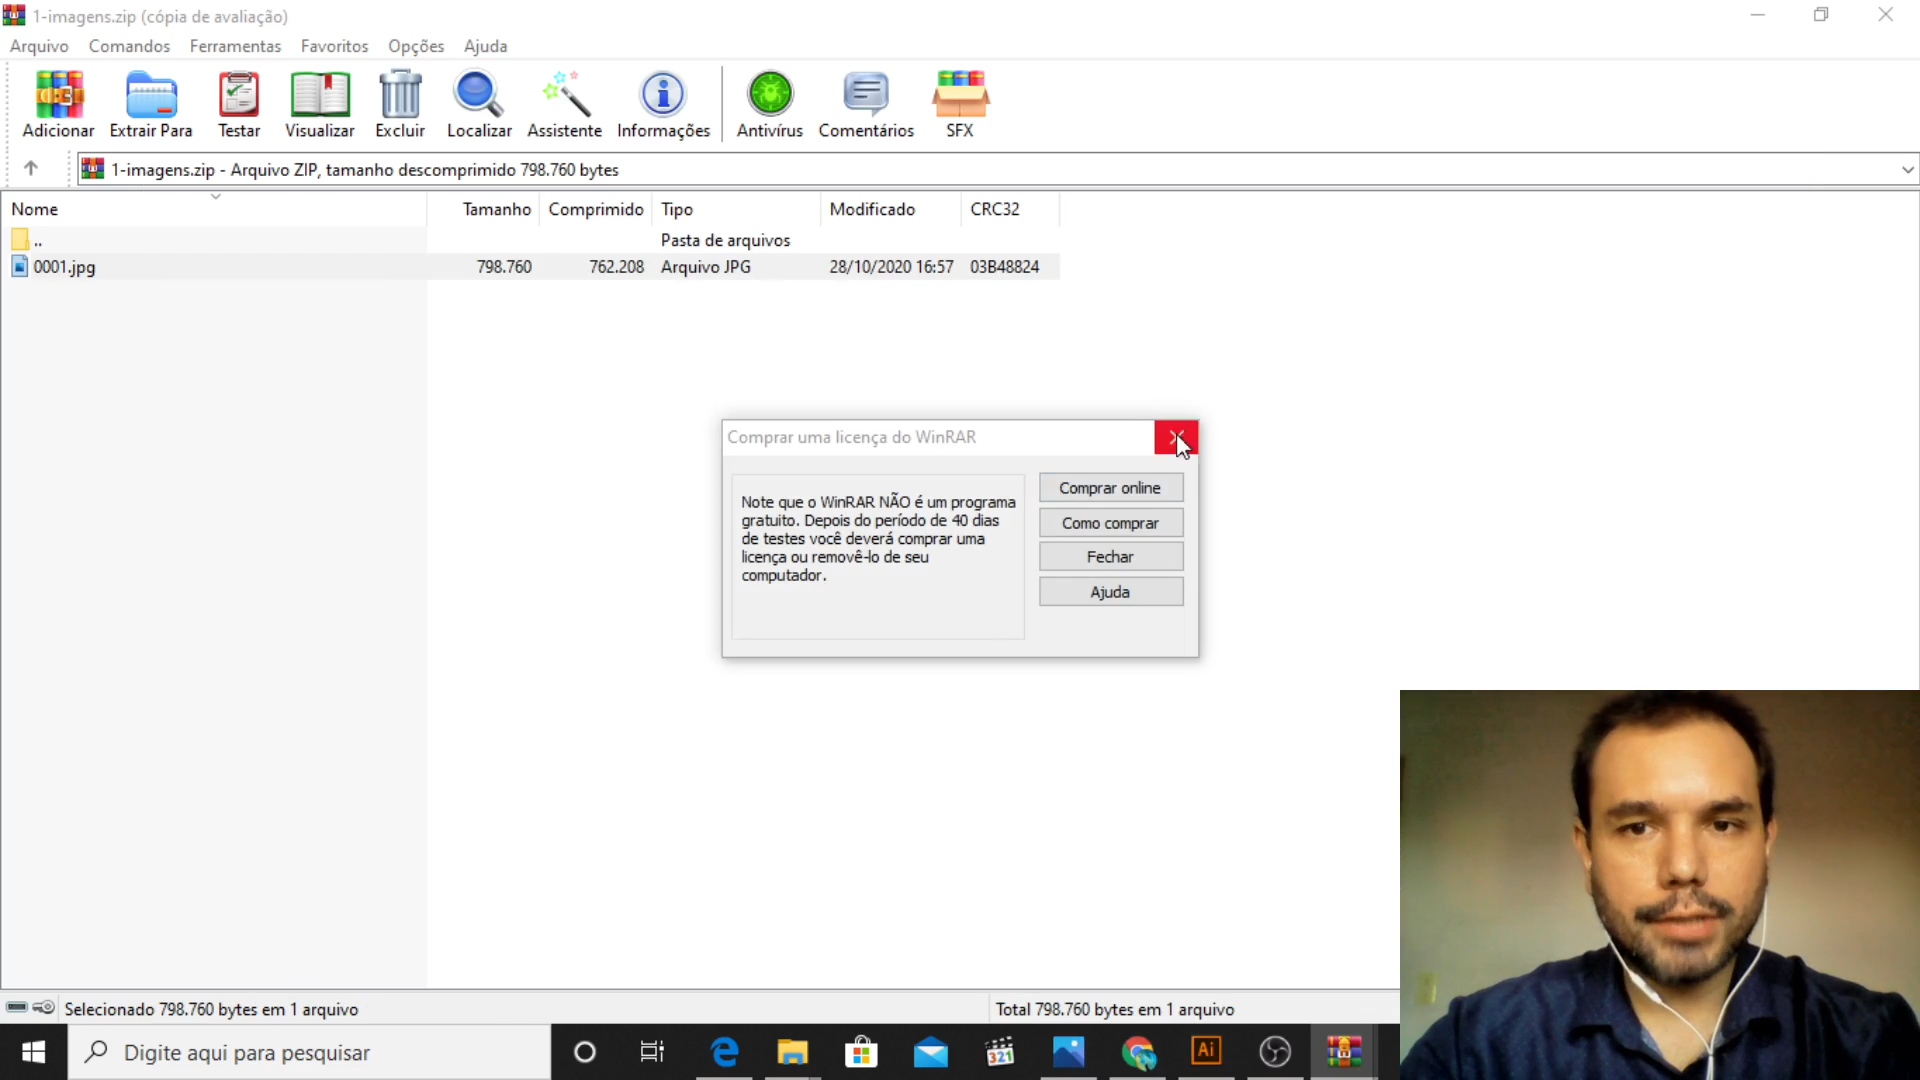 1-imagens.zip (cópia de avaliação)
Arquivo Comandos Ferramentas Favoritos Opções Ajuda
Adicionar Extrair Para Testar Visualizar Excluir Localizar Assistente Informações Antivírus Comentários SFX
1-imagens.zip - Arquivo ZIP, tamanho descomprimido 798.760 bytes
Nome Tamanho Comprimido Tipo Modificado CRC32
.. Pasta de arquivos
0001.jpg 798.760 762.208 Arquivo JPG 28/10/2020 16:57 03B48824
Comprar uma licença do WinRAR
Note que o WinRAR NÃO é um programa
gratuito. Depois do período de 40 dias
de testes você deverá comprar uma
licença ou removê-lo de seu
computador.
Comprar online
Como comprar
Fechar
Ajuda
Selecionado 798.760 bytes em 1 arquivo
Total 798.760 bytes em 1 arquivo
Digite aqui para pesquisar
321
Ai